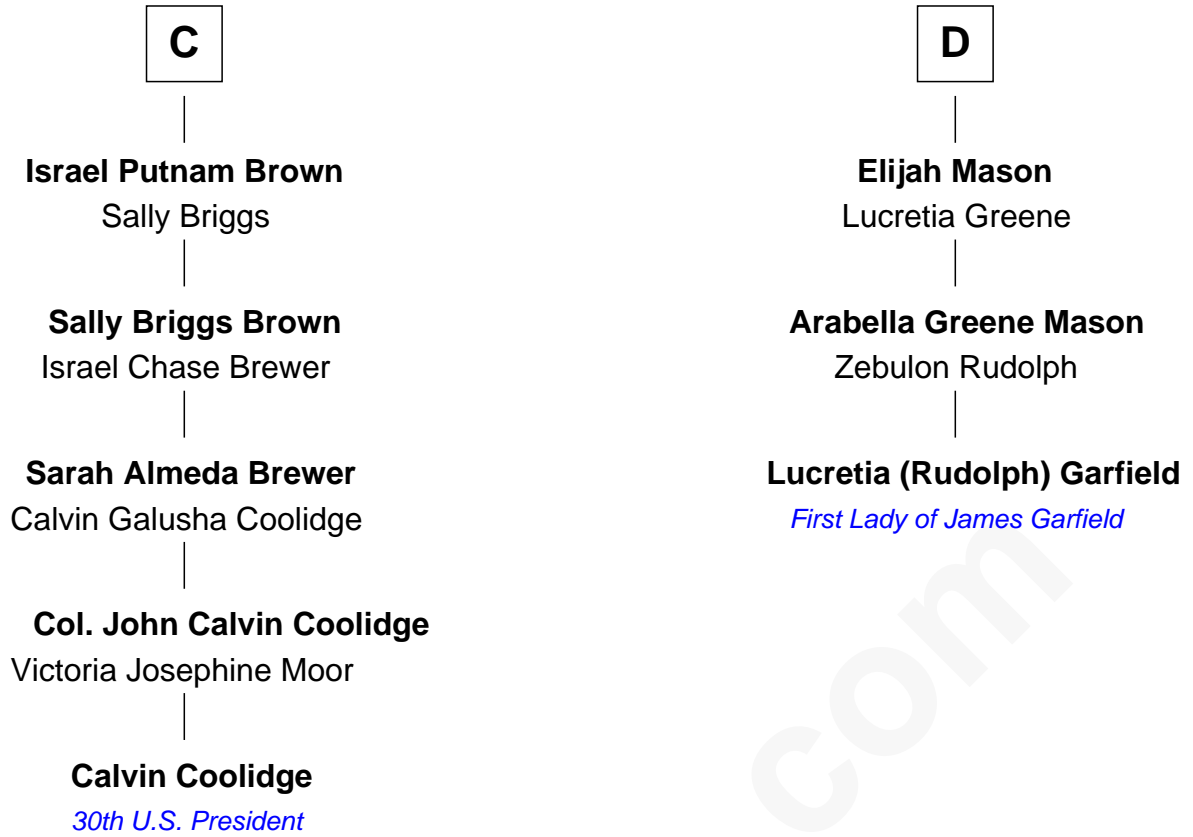 C
Israel Putnam Brown
Sally Briggs
Sally Briggs Brown
Israel Chase Brewer
Sarah Almeda Brewer
Calvin Galusha Coolidge
Col. John Calvin Coolidge
Victoria Josephine Moor
Calvin Coolidge
30th U.S. President
D
Elijah Mason
Lucretia Greene
Arabella Greene Mason
Zebulon Rudolph
Lucretia (Rudolph) Garfield
First Lady of James Garfield
com